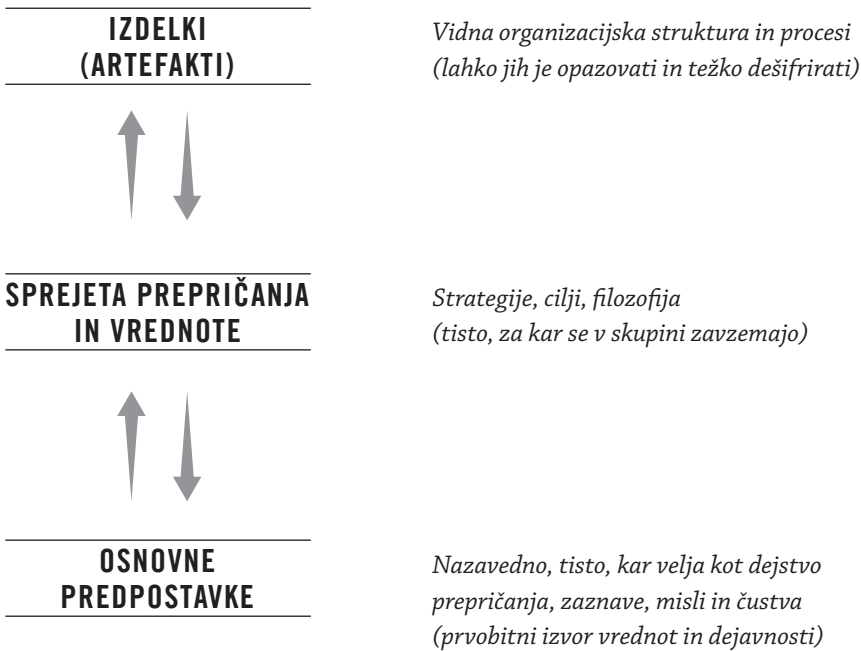 IZDELKI
(ARTEFAKTI)
Vidna organizacijska struktura in procesi
(lahko jih je opazovati in težko dešifrirati)
SPREJETA PREPRIČANJA
IN VREDNOTE
Strategije, cilji, filozofija
(tisto, za kar se v skupini zavzemajo)
OSNOVNE
PREDPOSTAVKE
Nazavedno, tisto, kar velja kot dejstvo
prepričanja, zaznave, misli in čustva
(prvobitni izvor vrednot in dejavnosti)